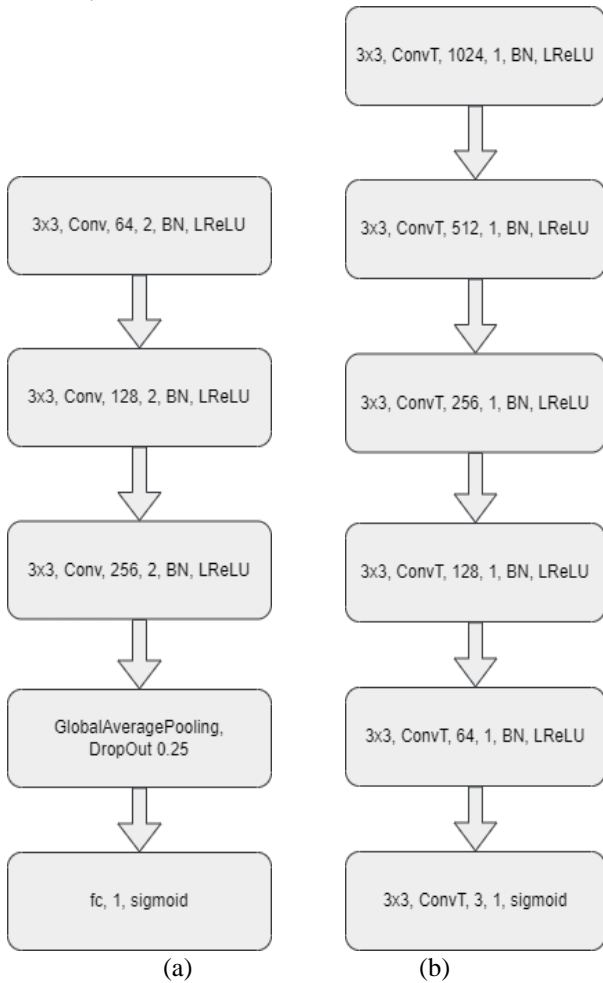 3x3, Conv, 64, 2, BN, LReLU
3x3, Conv, 128, 2, BN, LReLU
3x3, Conv, 256, 2, BN, LReLU
GlobalAveragePooling,
DropOut 0.25
fc, 1, sigmoid
(a)
3x3, ConvT, 1024, 1, BN, LReLU
3x3, ConvT, 512, 1, BN, LReLU
3x3, ConvT, 256, 1, BN, LReLU
3x3, ConvT, 128, 1, BN, LReLU
3x3, ConvT, 64, 1, BN, LReLU
3x3, ConvT, 3, 1, sigmoid
(b)